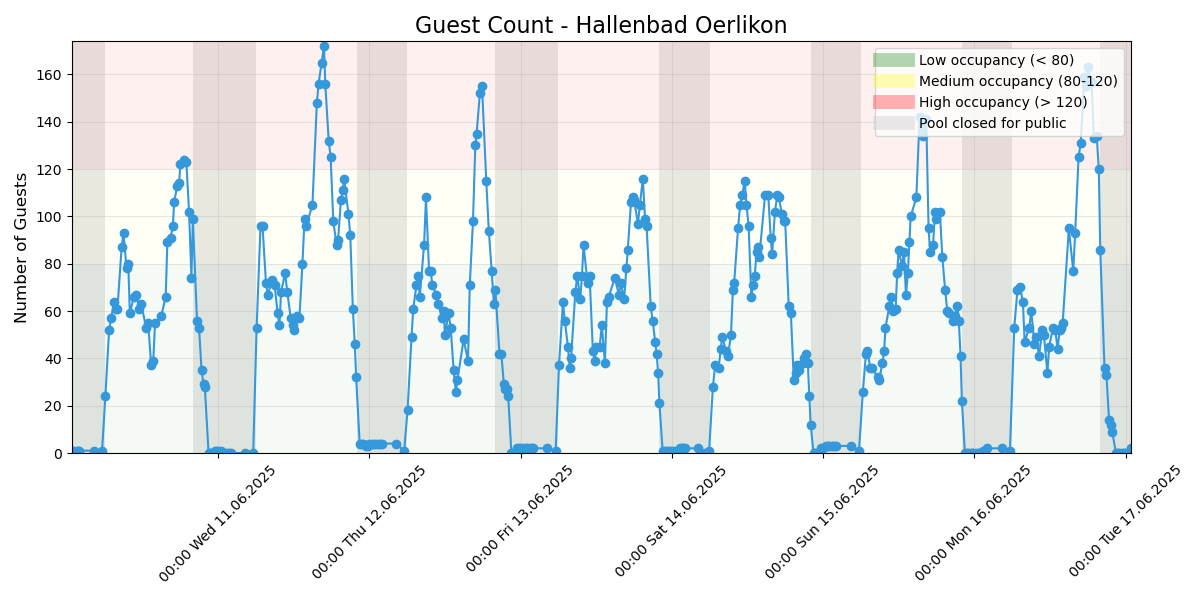 Guest Count - Hallenbad Oerlikon
Low occupancy (< 80)
Medium occupancy (80-120)
High occupancy (> 120)
Pool closed for public
Number of Guests
160
140
120
100
80
60
40
20
0
00:00 Wed 11.06.2025
00:00 Thu 12.06.2025
00:00 Fri 13.06.2025
00:00 Sat 14.06.2025
00:00 Sun 15.06.2025
00:00 Mon 16.06.2025
00:00 Tue 17.06.2025